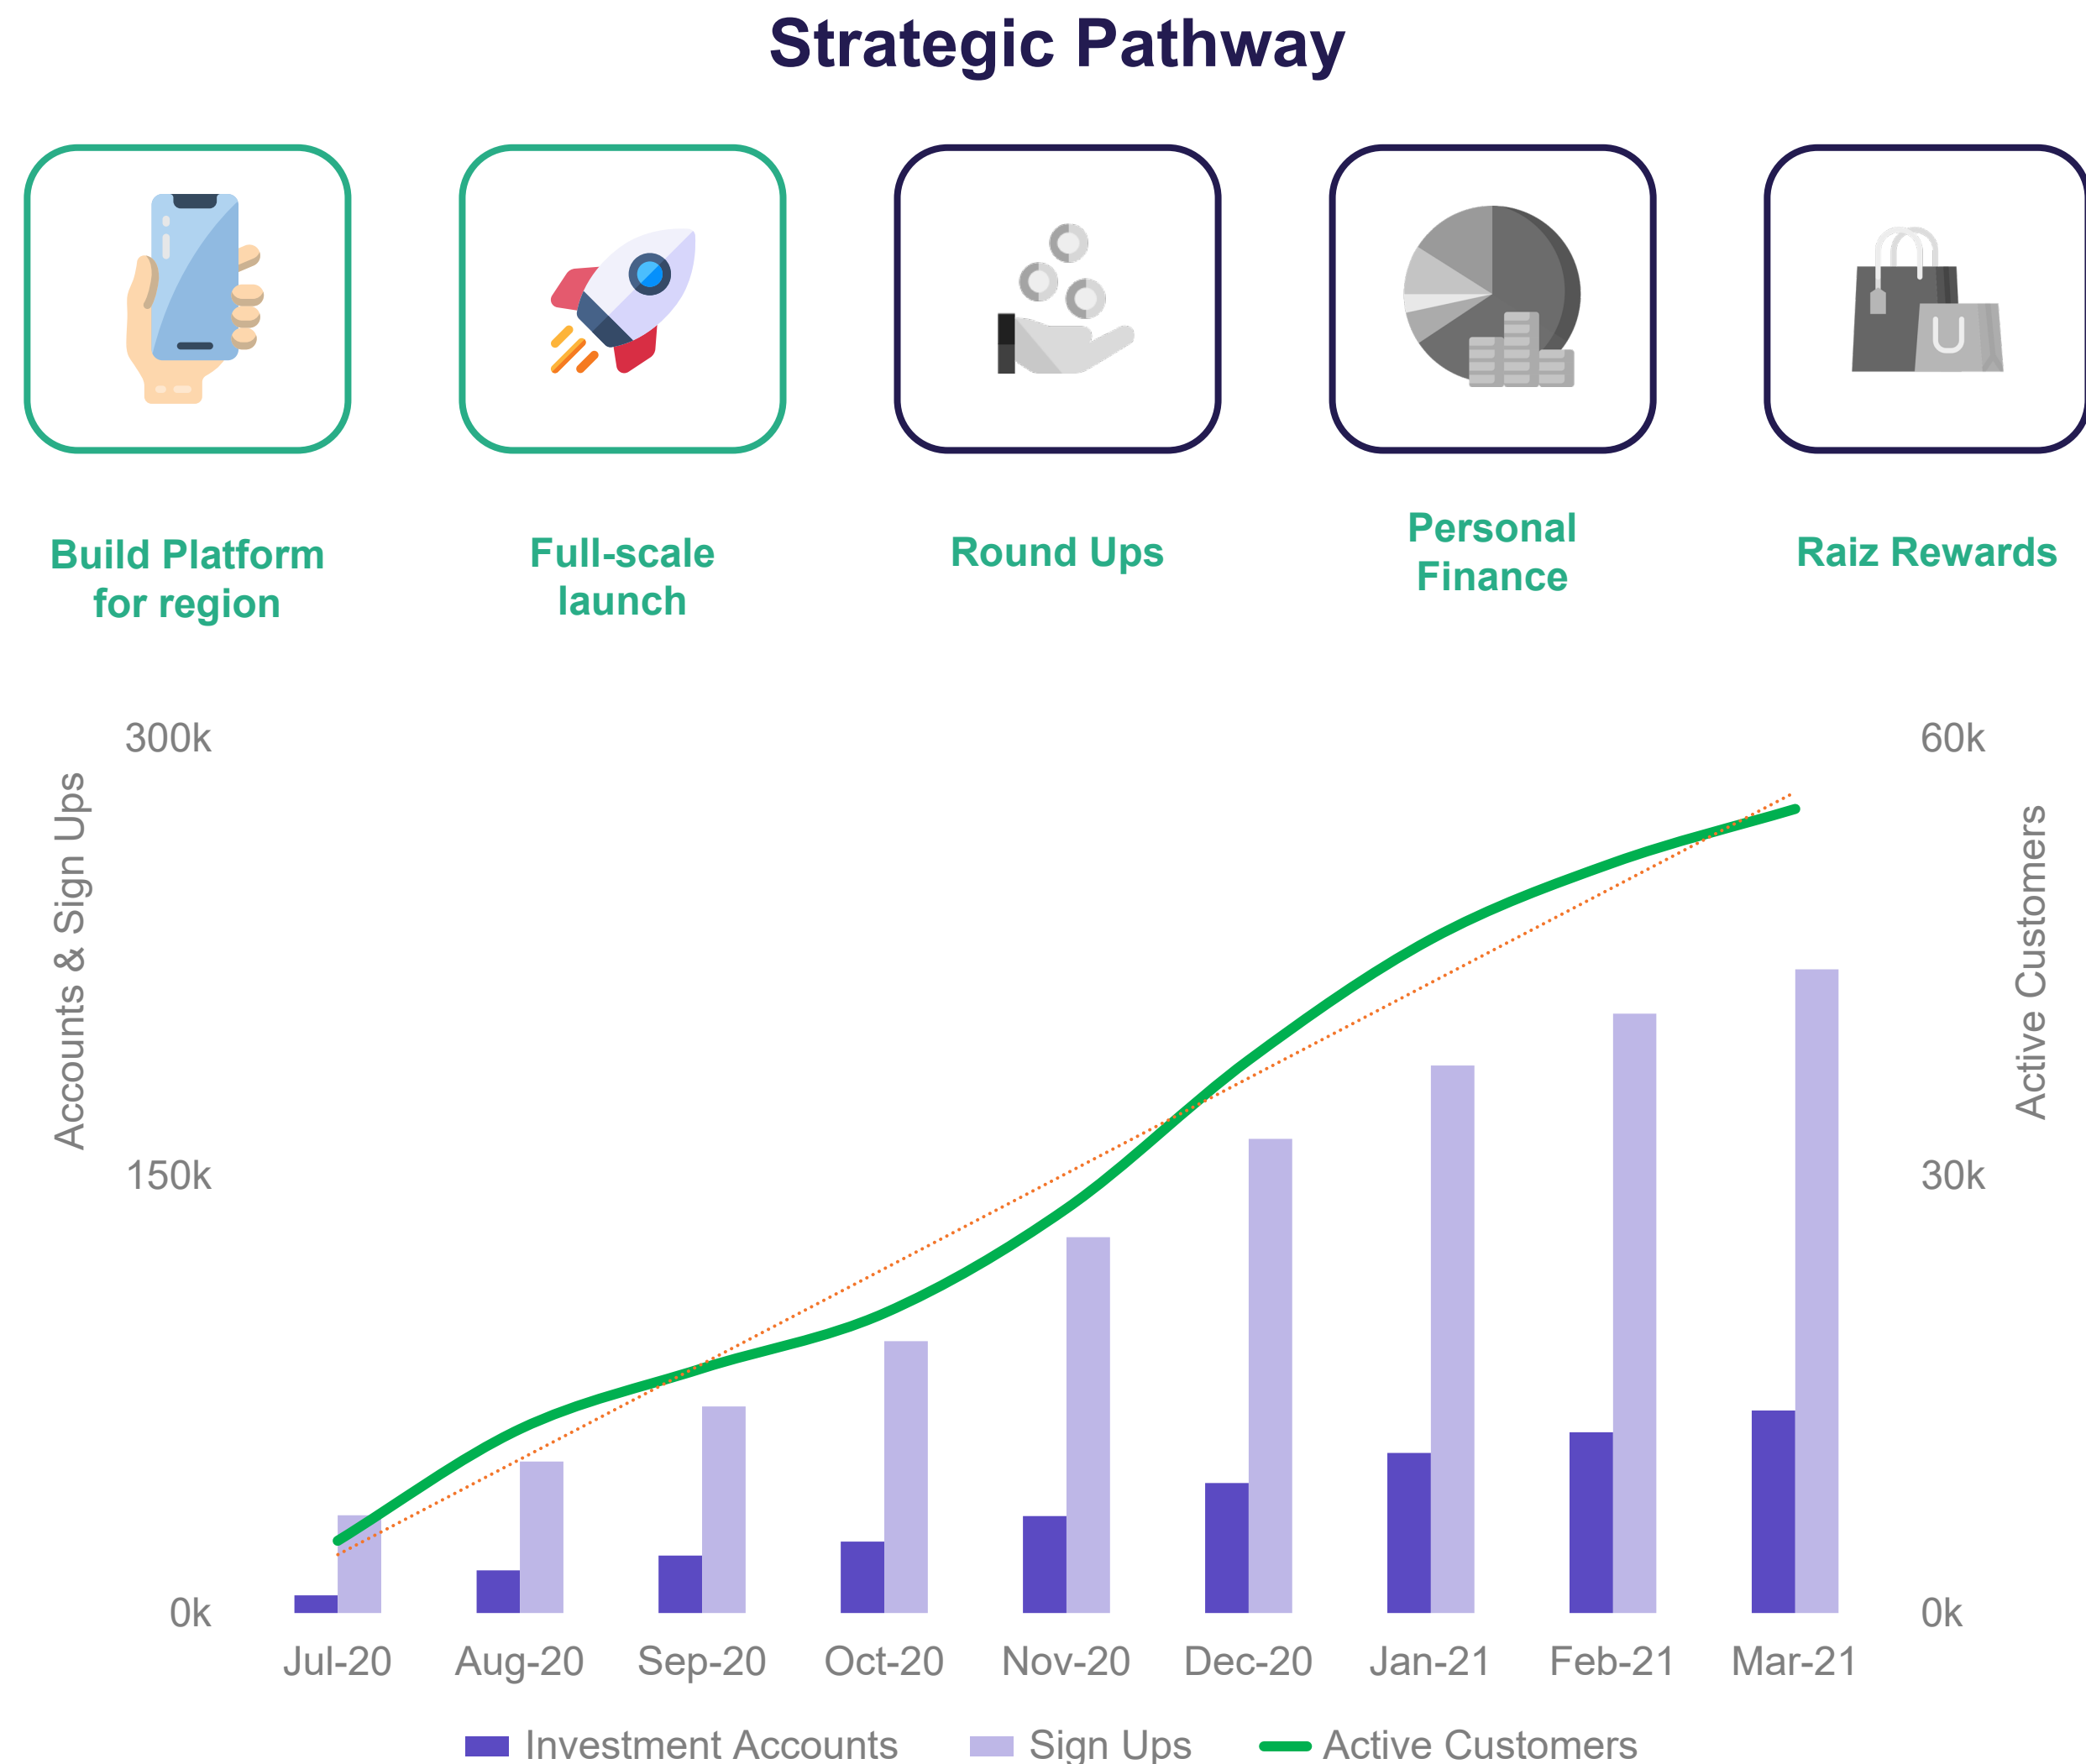 Strategic Pathway
Build Platform
for region
Full-scale
launch
Round Ups
Personal
Finance
Raiz Rewards
300k
150k
0k
Accounts & Sign Ups
60k
30k
0k
Active Customers
Jul-20
Aug-20
Sep-20
Oct-20
Nov-20
Dec-20
Jan-21
Feb-21
Mar-21
Investment Accounts
Sign Ups
Active Customers